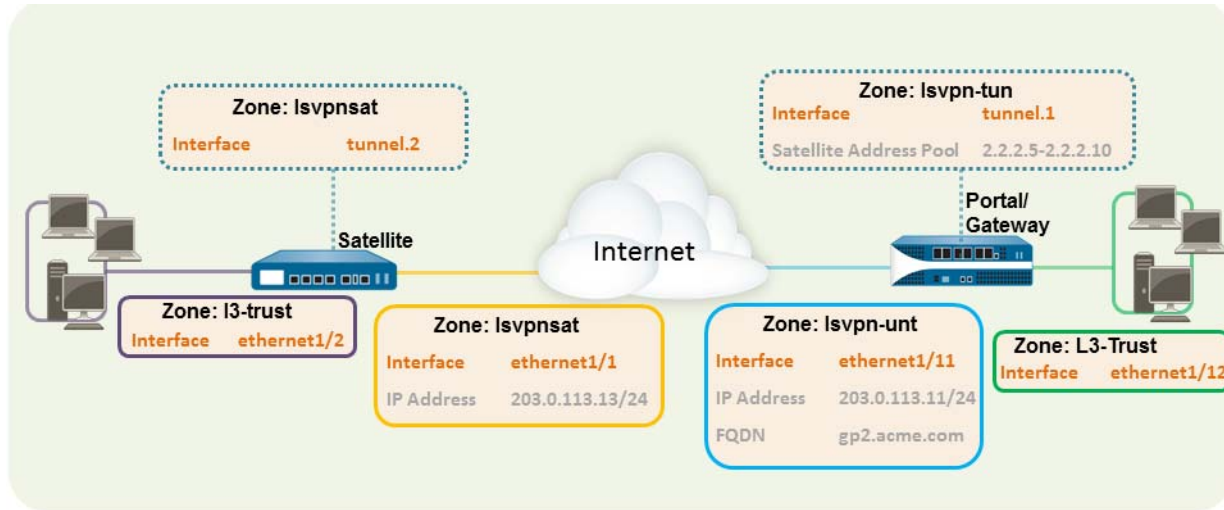 Zone: lsvpnsat
Interface tunnel.2
Zone: lsvpn-tun
Interface tunnel.1
Satellite Address Pool 2.2.2.5-2.2.2.10
Satellite
Internet
Portal/
Gateway
Zone: l3-trust
Interface ethernet1/2
Zone: lsvpnsat
Interface ethernet1/1
IP Address 203.0.113.13/24
Zone: lsvpn-unt
Interface ethernet1/11
IP Address 203.0.113.11/24
FQDN gp2.acme.com
Zone: L3-Trust
Interface ethernet1/12